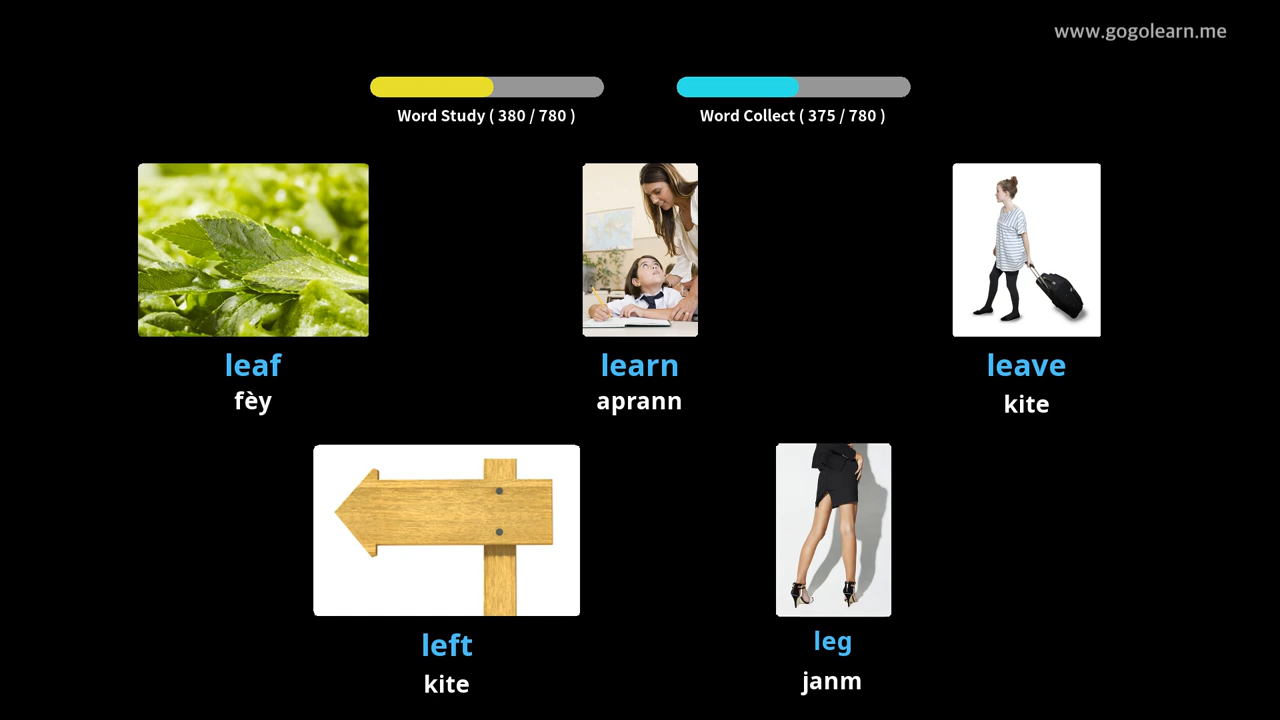 www.gogolearn.me
Word Study ( 380 / 780 )
Word Collect ( 375 / 780 )
leaf
fèy
learn
aprann
leave
kite
left
kite
leg
janm